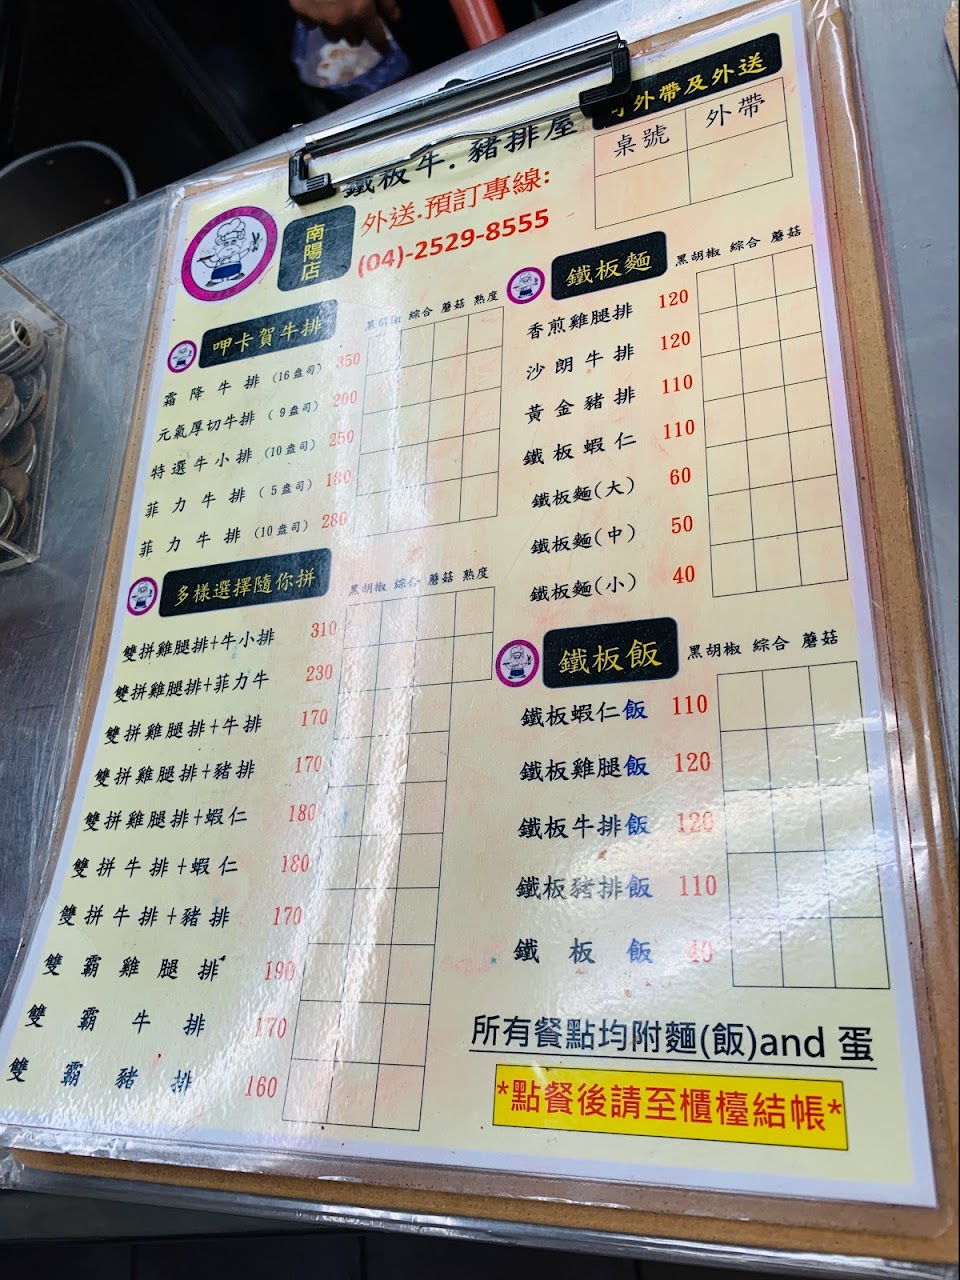 鐵板牛.豬排屋
可外帶及外送
桌號 外帶
南陽店
外送.預訂專線:
(04)-2529-8555
呷卡賀牛排
黑胡椒 綜合 蘑菇 熟度
霜降牛排 (16盎司) 350
元氣厚切牛排 (9盎司) 200
特選牛小排 (10盎司) 250
菲力牛排 (5盎司) 180
菲力牛排 (10盎司) 280
多樣選擇隨你拼
黑胡椒 綜合 蘑菇 熟度
雙拼雞腿排+牛小排 310
雙拼雞腿排+菲力牛 230
雙拼雞腿排+牛排 170
雙拼雞腿排+豬排 170
雙拼雞腿排+蝦仁 180
雙拼牛排+蝦仁 180
雙拼牛排+豬排 170
雙霸雞腿排 190
雙霸牛排 170
雙霸豬排 160
鐵板麵
黑胡椒 綜合 蘑菇
香煎雞腿排 120
沙朗牛排 120
黃金豬排 110
鐵板蝦仁 110
鐵板麵(大) 60
鐵板麵(中) 50
鐵板麵(小) 40
鐵板飯
黑胡椒 綜合 蘑菇
鐵板蝦仁飯 110
鐵板雞腿飯 120
鐵板牛排飯 120
鐵板豬排飯 110
鐵板飯 40
所有餐點均附麵(飯)and 蛋
*點餐後請至櫃檯結帳*